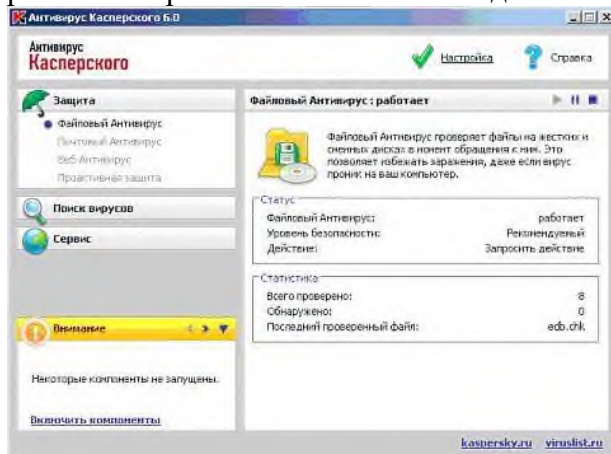 Антивирус Касперского 6.0
Антивирус
Касперского
Настройка
Справка
Защита
Файловый Антивирус
Почтовый Антивирус
Веб-Антивирус
Проактивная защита
Поиск вирусов
Сервис
Внимание
Некоторые компоненты не запущены.
Включить компоненты
Файловый Антивирус : работает
Файловый Антивирус проверяет файлы на жестких и
сменных дисках в момент обращения к ним. Это
позволяет избежать заражения, даже если вирус
проник на ваш компьютер.
Статус
Файловый Антивирус: работает
Уровень безопасности: Рекомендуемый
Действие: Запросить действие
Статистика
Всего проверено: 8
Обнаружено: 0
Последний проверенный файл: edb.chk
kaspersky.ru viruslist.ru